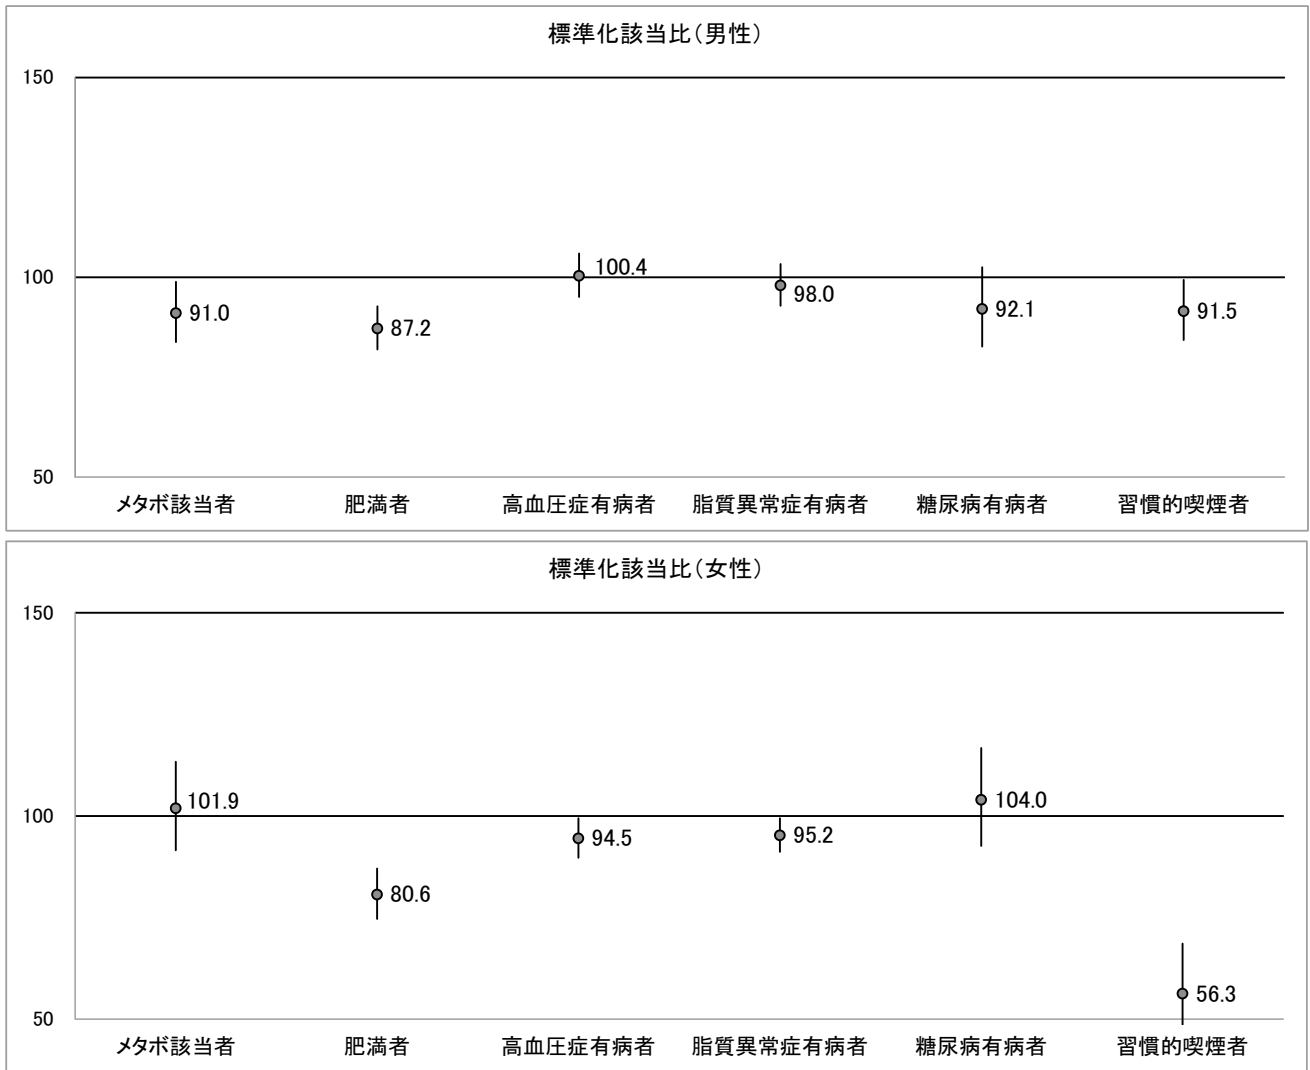 標準化該当比(男性)
150
100
50
91.0
87.2
100.4
98.0
92.1
91.5
メタボ該当者
肥満者
高血圧症有病者
脂質異常症有病者
糖尿病有病者
習慣的喫煙者
標準化該当比(女性)
150
100
50
101.9
80.6
94.5
95.2
104.0
56.3
メタボ該当者
肥満者
高血圧症有病者
脂質異常症有病者
糖尿病有病者
習慣的喫煙者